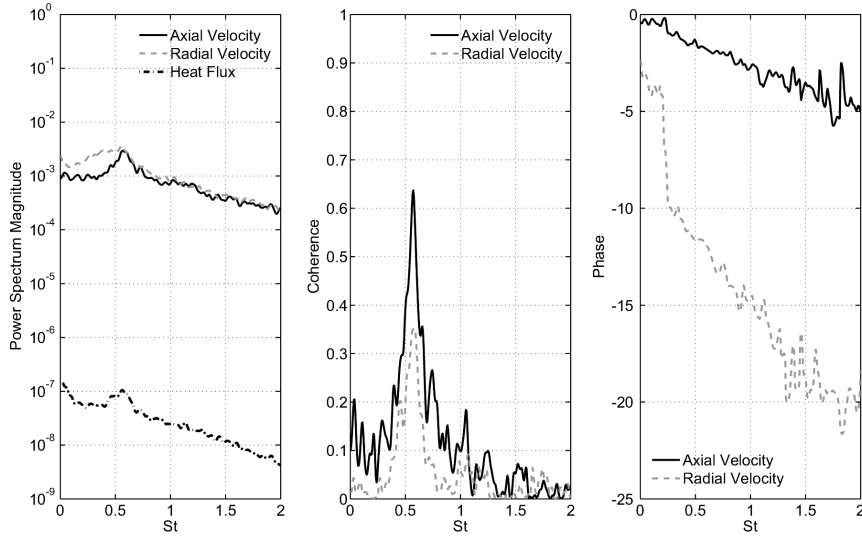 Power Spectrum Magnitude
10^0
10^-1
10^-2
10^-3
10^-4
10^-5
10^-6
10^-7
10^-8
10^-9
Axial Velocity
Radial Velocity
Heat Flux
0 0.5 1 1.5 2
St
Coherence
1
0.9
0.8
0.7
0.6
0.5
0.4
0.3
0.2
0.1
0
Axial Velocity
Radial Velocity
0 0.5 1 1.5 2
St
Phase
0
-5
-10
-15
-20
-25
Axial Velocity
Radial Velocity
0 0.5 1 1.5 2
St